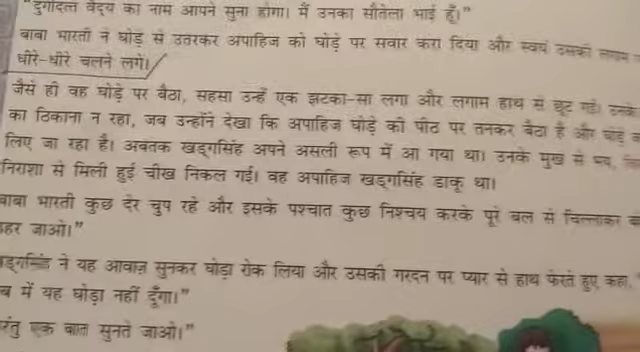 "दुर्गादत्त वैद्य का नाम आपने सुना होगा। मैं उनका सौतेला भाई हूँ।"
बाबा भारती ने घोड़े से उतरकर अपाहिज को घोड़े पर सवार करा दिया और स्वयं उसकी लगाम
धीरे-धीरे चलने लगे।
जैसे ही वह घोड़े पर बैठा, सहसा उन्हें एक झटका-सा लगा और लगाम हाथ से छूट गई। उनके
का ठिकाना न रहा, जब उन्होंने देखा कि अपाहिज घोड़े की पीठ पर तनकर बैठा है और घोड़े
लिए जा रहा है। अबतक खड्गसिंह अपने असली रूप में आ गया था। उनके मुख से भय,
निराशा से मिली हुई चीख निकल गई। वह अपाहिज खड्गसिंह डाकू था।
बाबा भारती कुछ देर चुप रहे और इसके पश्चात कुछ निश्चय करके पूरे बल से चिल्लाकर
हर जाओ।"
ड्गसिंह ने यह आवाज़ सुनकर घोड़ा रोक लिया और उसकी गरदन पर प्यार से हाथ फेरते हुए कहा,
ब में यह घोड़ा नहीं दूँगा।"
रंतु एक बात सुनते जाओ।"